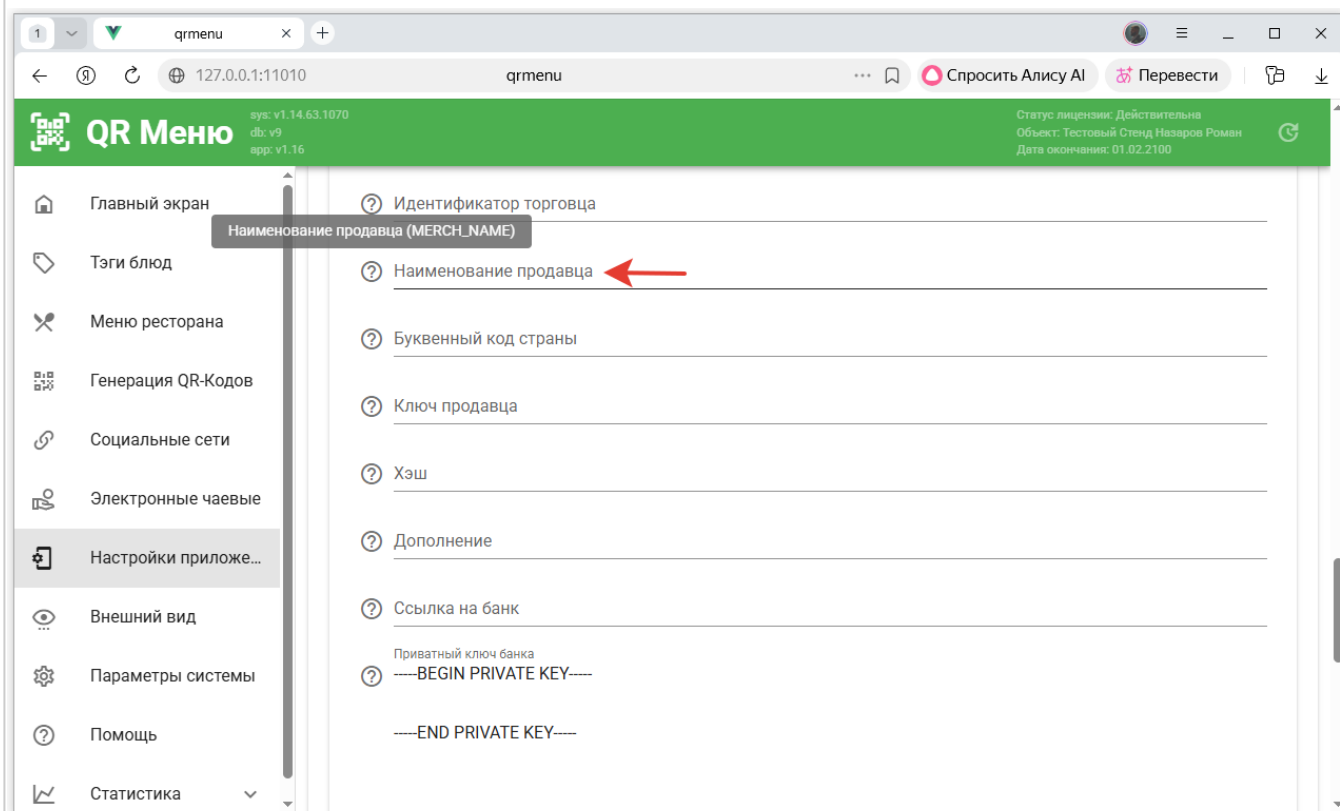 1
qrmenu
127.0.0.1:11010
qrmenu
Спросить Алису AI
Перевести
QR Меню
sys: v1.14.63.1070
db: v9
app: v1.16
Статус лицензии: Действительна
Объект: Тестовый Стенд Назаров Роман
Дата окончания: 01.02.2100
Главный экран
Тэги блюд
Меню ресторана
Генерация QR-Кодов
Социальные сети
Электронные чаевые
Настройки приложе...
Внешний вид
Параметры системы
Помощь
Статистика
Идентификатор торговца
Наименование продавца (MERCH_NAME)
Наименование продавца
Буквенный код страны
Ключ продавца
Хэш
Дополнение
Ссылка на банк
Приватный ключ банка
-----BEGIN PRIVATE KEY-----
-----END PRIVATE KEY-----